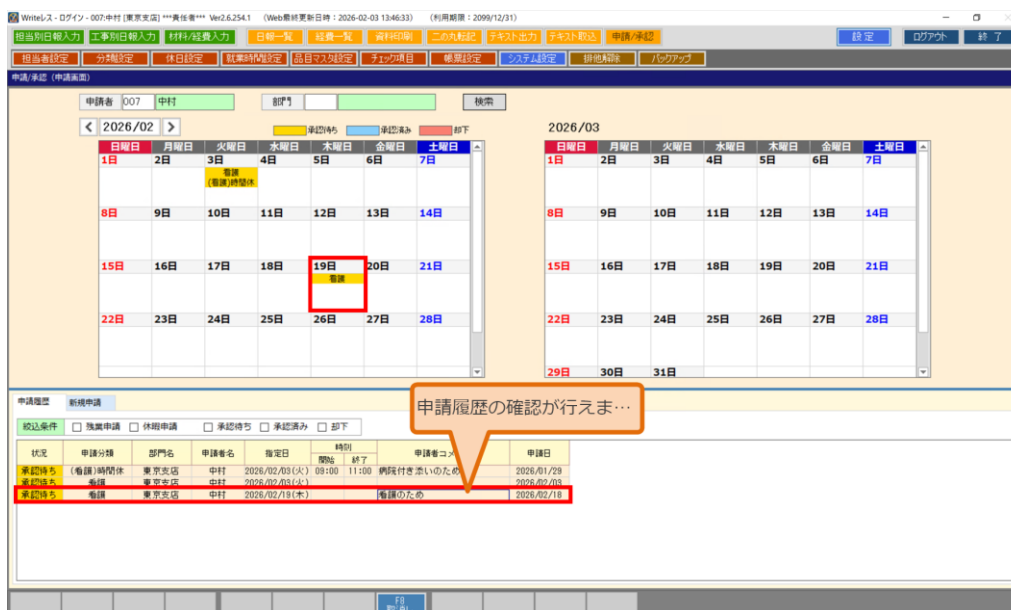 Writeレス - ログイン - 007:中村 [東京支店] ***責任者*** Ver2.6.254.1 (Web最終更新日時:2026-02-03 13:46:33) (利用期限:2099/12/31)
担当別日報入力 工事別日報入力 材料/経費入力 日報一覧 経費一覧 資料印刷 二の丸転記 テキスト出力 テキスト取込 申請/承認 設定 ログアウト 終了
担当者設定 分類設定 休日設定 就業時間設定 品目マスタ設定 チェック項目 帳票設定 システム設定 排他解除 バックアップ
申請/承認 (申請画面)
申請者 007 中村 部門 検索
< 2026/02 > 承認待ち 承認済み 却下 2026/03
日曜日 月曜日 火曜日 水曜日 木曜日 金曜日 土曜日 日曜日 月曜日 火曜日 水曜日 木曜日 金曜日 土曜日
1日 2日 3日 4日 5日 6日 7日 1日 2日 3日 4日 5日 6日 7日
看護
(看護)時間休
8日 9日 10日 11日 12日 13日 14日 8日 9日 10日 11日 12日 13日 14日
15日 16日 17日 18日 19日 20日 21日 15日 16日 17日 18日 19日 20日 21日
看護
22日 23日 24日 25日 26日 27日 28日 22日 23日 24日 25日 26日 27日 28日
29日 30日 31日
申請履歴の確認が行えま…
申請履歴 新規申請
絞込条件 残業申請 休暇申請 承認待ち 承認済み 却下
状況 申請分類 部門名 申請者名 指定日 時刻 開始 終了 申請者コメ 申請日
承認待ち (看護)時間休 東京支店 中村 2026/02/03(火) 09:00 11:00 病院付き添いのため 2026/01/29
承認待ち 看護 東京支店 中村 2026/02/03(火) 2026/02/03
承認待ち 看護 東京支店 中村 2026/02/19(木) 看護のため 2026/02/18
F8
取消